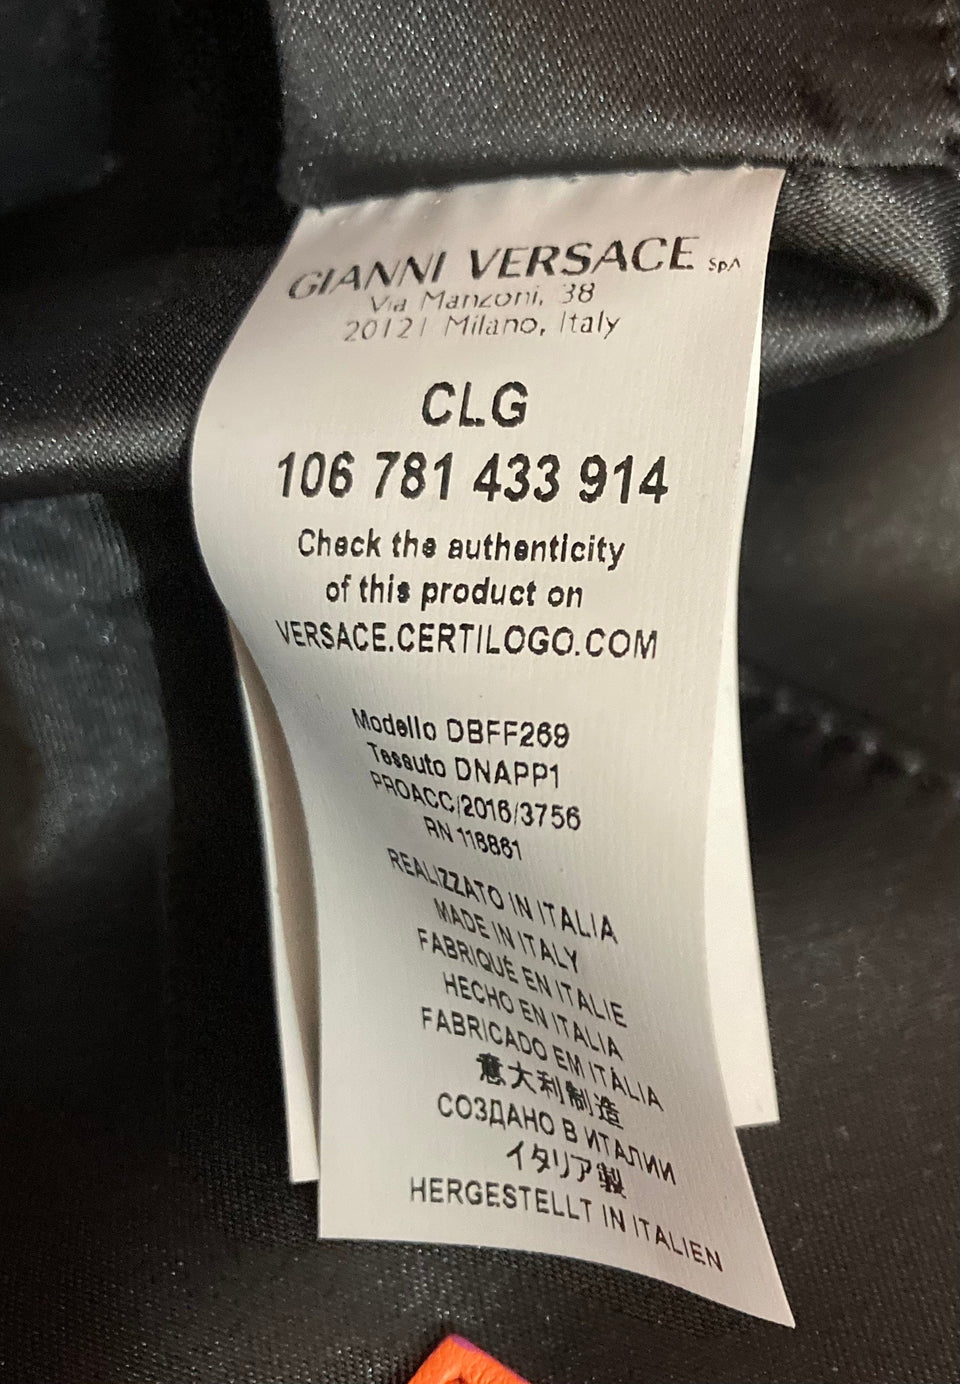 GIANNI VERSACE SpA
Via Manzoni, 38
20121 Milano, Italy
CLG
106 781 433 914
Check the authenticity
of this product on
VERSACE.CERTILOGO.COM
Modello DBFF269
Tessuto DNAPP1
PROACC/2016/3756
RN 118861
REALIZZATO IN ITALIA
MADE IN ITALY
FABRIQUÉ EN ITALIE
HECHO EN ITALIA
FABRICADO EM ITÁLIA
意大利制造
СОЗДАНО В ИТАЛИИ
イタリア製
HERGESTELLT IN ITALIEN